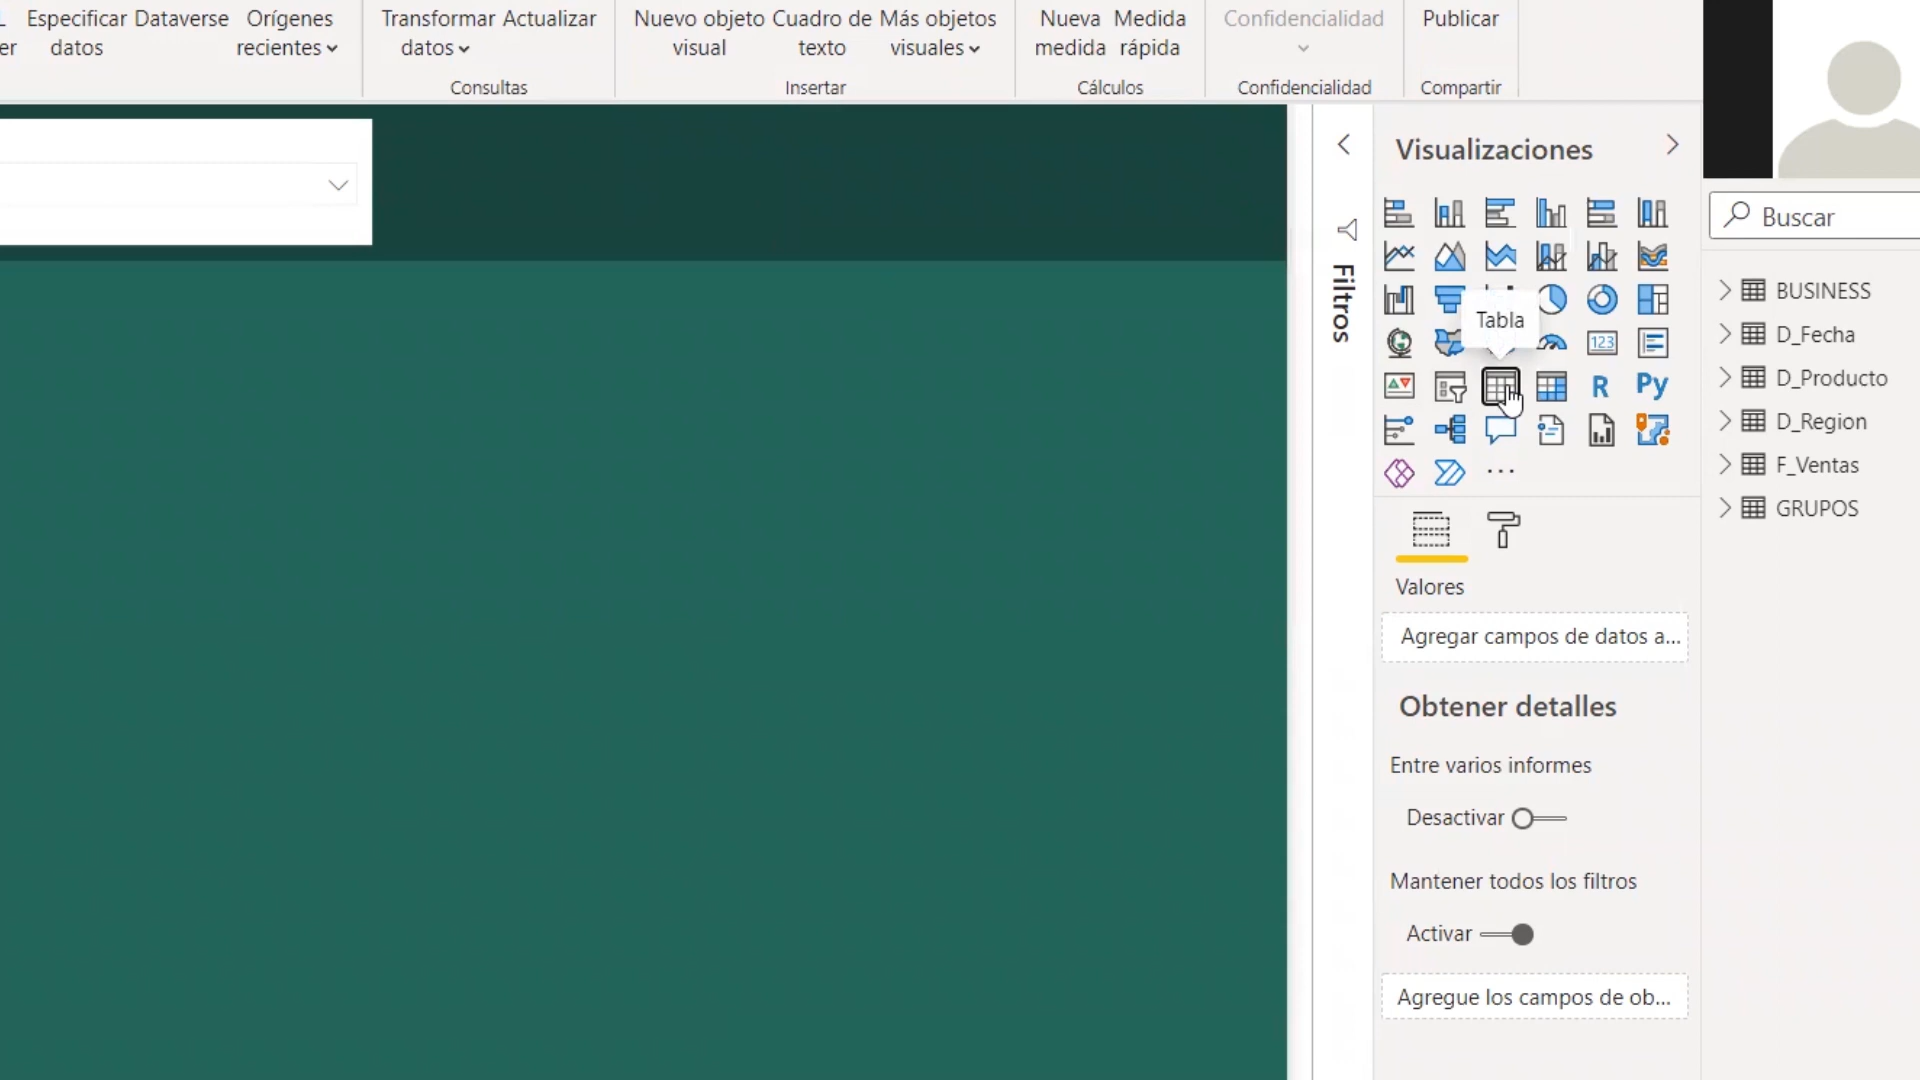 Especificar Dataverse Orígenes
er datos recientes
Transformar Actualizar
datos
Consultas
Nuevo objeto Cuadro de Más objetos
visual texto visuales
Insertar
Nueva Medida
medida rápida
Cálculos
Confidencialidad
Confidencialidad
Publicar
Compartir
Filtros
Visualizaciones
Tabla
123
R
Py
Valores
Agregar campos de datos a...
Obtener detalles
Entre varios informes
Desactivar
Mantener todos los filtros
Activar
Agregue los campos de ob...
Buscar
BUSINESS
D_Fecha
D_Producto
D_Region
F_Ventas
GRUPOS